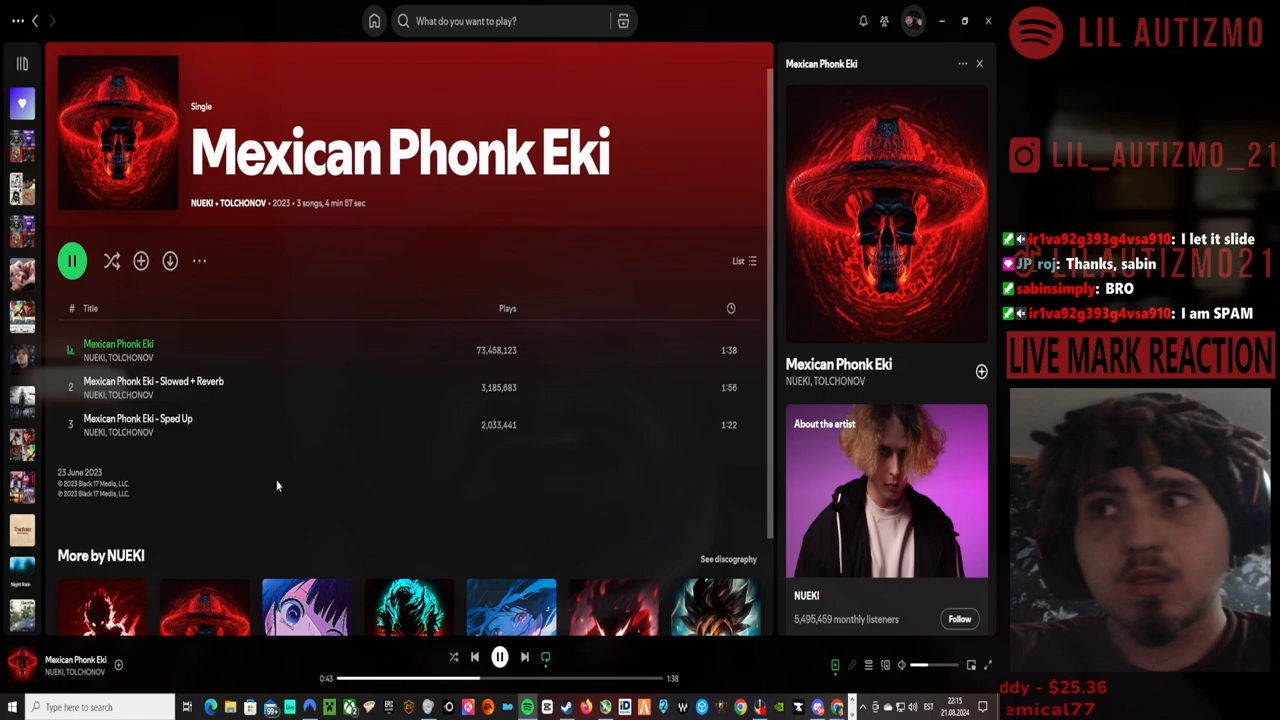 What do you want to play?
LIL AUTIZMO
Single
Mexican Phonk Eki
NUEKI • TOLCHONOV • 2023 • 3 songs, 4 min 57 sec
List
# Title Plays
Mexican Phonk Eki
NUEKI, TOLCHONOV
73,458,123
1:38
2
Mexican Phonk Eki - Slowed + Reverb
NUEKI, TOLCHONOV
3,185,683
1:56
3
Mexican Phonk Eki - Sped Up
NUEKI, TOLCHONOV
2,033,441
1:22
23 June 2023
© 2023 Black 17 Media, LLC.
℗ 2023 Black 17 Media, LLC.
More by NUEKI
See discography
Mexican Phonk Eki
Mexican Phonk Eki
NUEKI, TOLCHONOV
About the artist
NUEKI
5,495,459 monthly listeners
Follow
LIL_AUTIZMO_21
LILAUTIZMO21
ir1va92g393g4vsa910: I let it slide
JP_roj: Thanks, sabin
sabinsimply: BRO
ir1va92g393g4vsa910: I am SPAM
LIVE MARK REACTION
ddy - $25.36
emical77
Mexican Phonk Eki
NUEKI, TOLCHONOV
0:43
1:38
Type here to search
99+
EST
22:15
21.08.2024